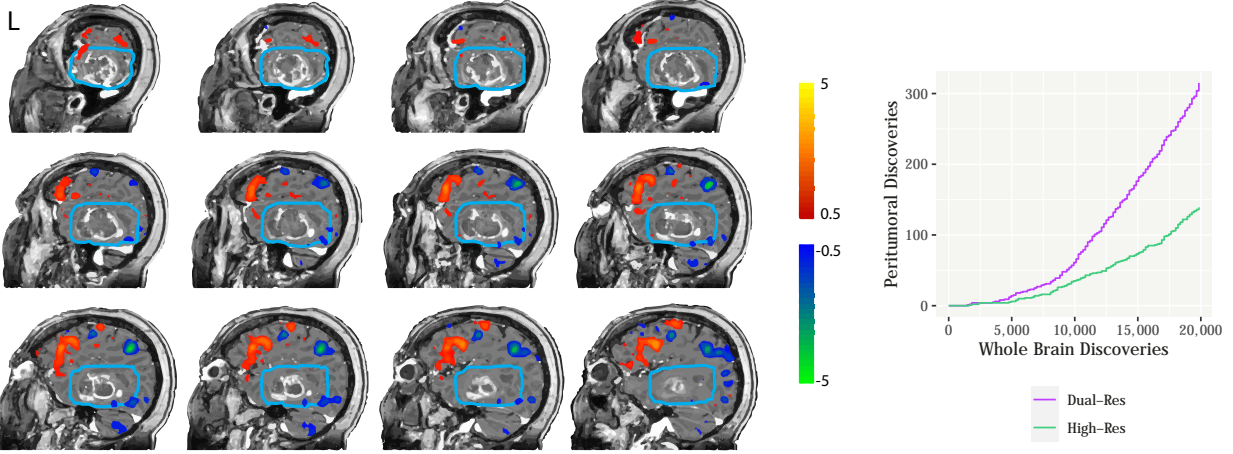 L
5
0.5
-0.5
-5
Peritumoral Discoveries
300
200
100
0
0 5,000 10,000 15,000 20,000
Whole Brain Discoveries
Dual–Res
High–Res